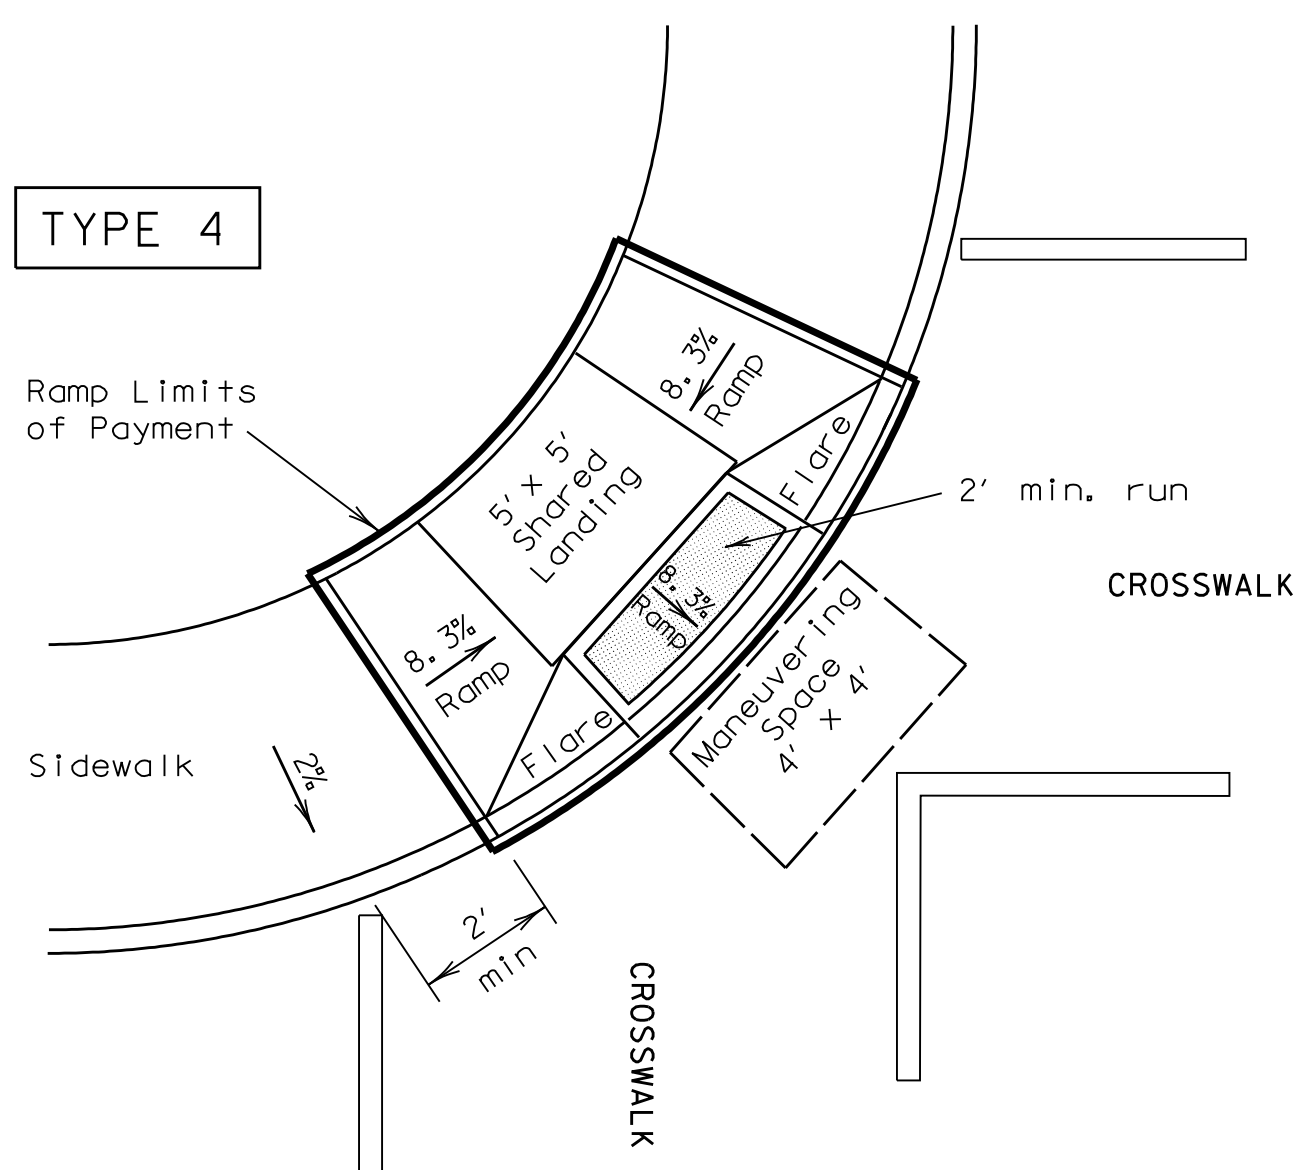 TYPE 4
8.3%
Ramp
Ramp Limits
of Payment
5' x 5'
Shared
Landing
Flare
2' min. run
CROSSWALK
8.3%
Ramp
8.3%
Ramp
Maneuvering
Space
4' x 4'
Flare
Sidewalk
2%
2'
min
CROSSWALK